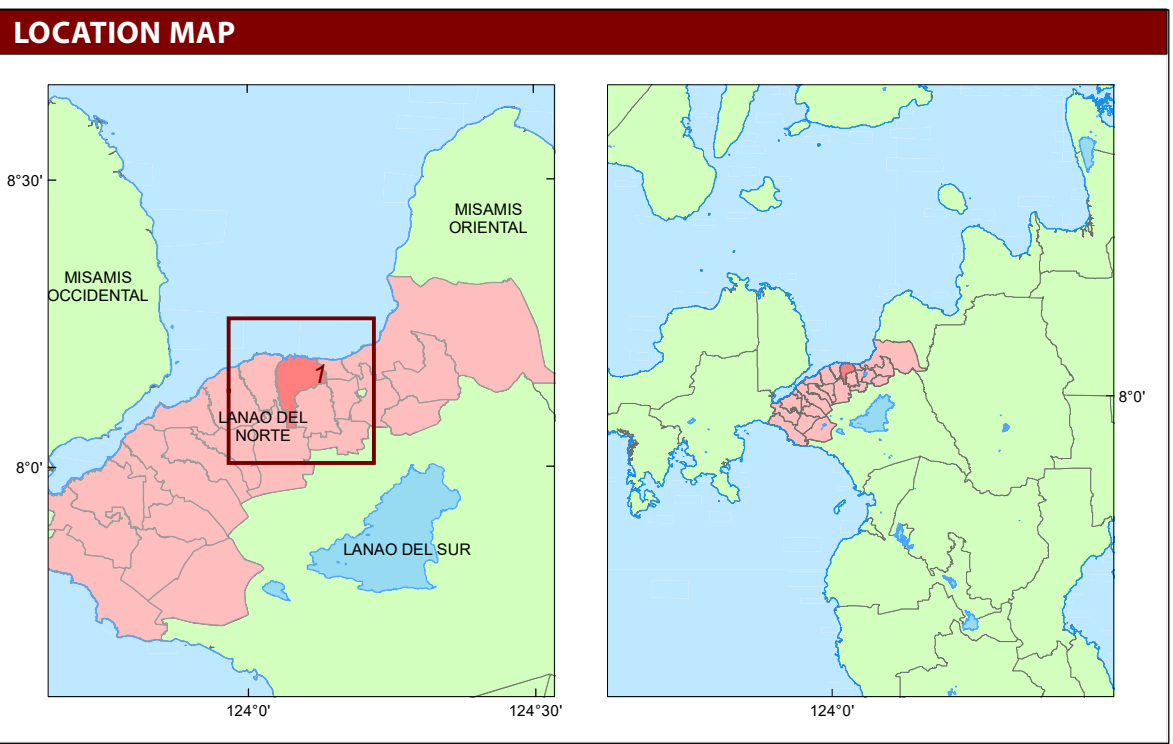 LOCATION MAP
8°30'
MISAMIS
ORIENTAL
MISAMIS
OCCIDENTAL
1
LANAO DEL
NORTE
8°0'
LANAO DEL SUR
124°0'
124°30'
8°0'
124°0'